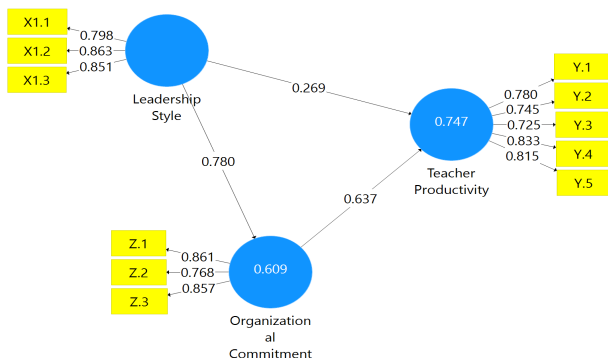 X1.1
X1.2
X1.3
0.798
0.863
0.851
Leadership
Style
0.269
0.780
0.747
Teacher
Productivity
0.780
0.745
0.725
0.833
0.815
Y.1
Y.2
Y.3
Y.4
Y.5
0.637
Z.1
Z.2
Z.3
0.861
0.768
0.857
0.609
Organization
al
Commitment